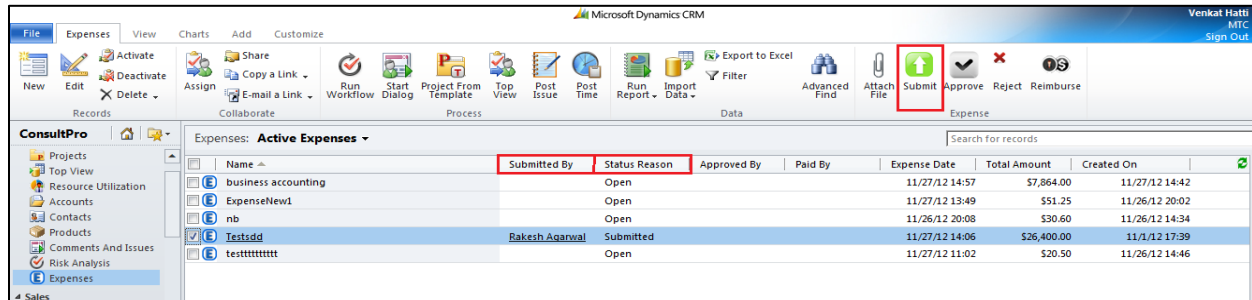 Microsoft Dynamics CRM
Venkat Hatti
MTC
Sign Out
File Expenses View Charts Add Customize
New
Edit
Activate
Deactivate
Delete
Records
Assign
Share
Copy a Link
E-mail a Link
Collaborate
Run Workflow
Start Dialog
Project From Template
Top View
Post Issue
Post Time
Process
Run Report
Import Data
Export to Excel
Filter
Advanced Find
Data
Attach File
Submit
Approve
Reject
Reimburse
Expense
ConsultPro
Projects
Top View
Resource Utilization
Accounts
Contacts
Products
Comments And Issues
Risk Analysis
Expenses
Sales
Expenses: Active Expenses
Search for records
Name Submitted By Status Reason Approved By Paid By Expense Date Total Amount Created On
business accounting Open 11/27/12 14:57 $7,864.00 11/27/12 14:42
ExpenseNew1 Open 11/27/12 13:49 $51.25 11/26/12 20:02
nb Open 11/26/12 20:08 $30.60 11/26/12 14:34
Testsdd Rakesh Agarwal Submitted 11/27/12 14:06 $26,400.00 11/1/12 17:39
testttttttttt Open 11/27/12 11:02 $20.50 11/26/12 14:46